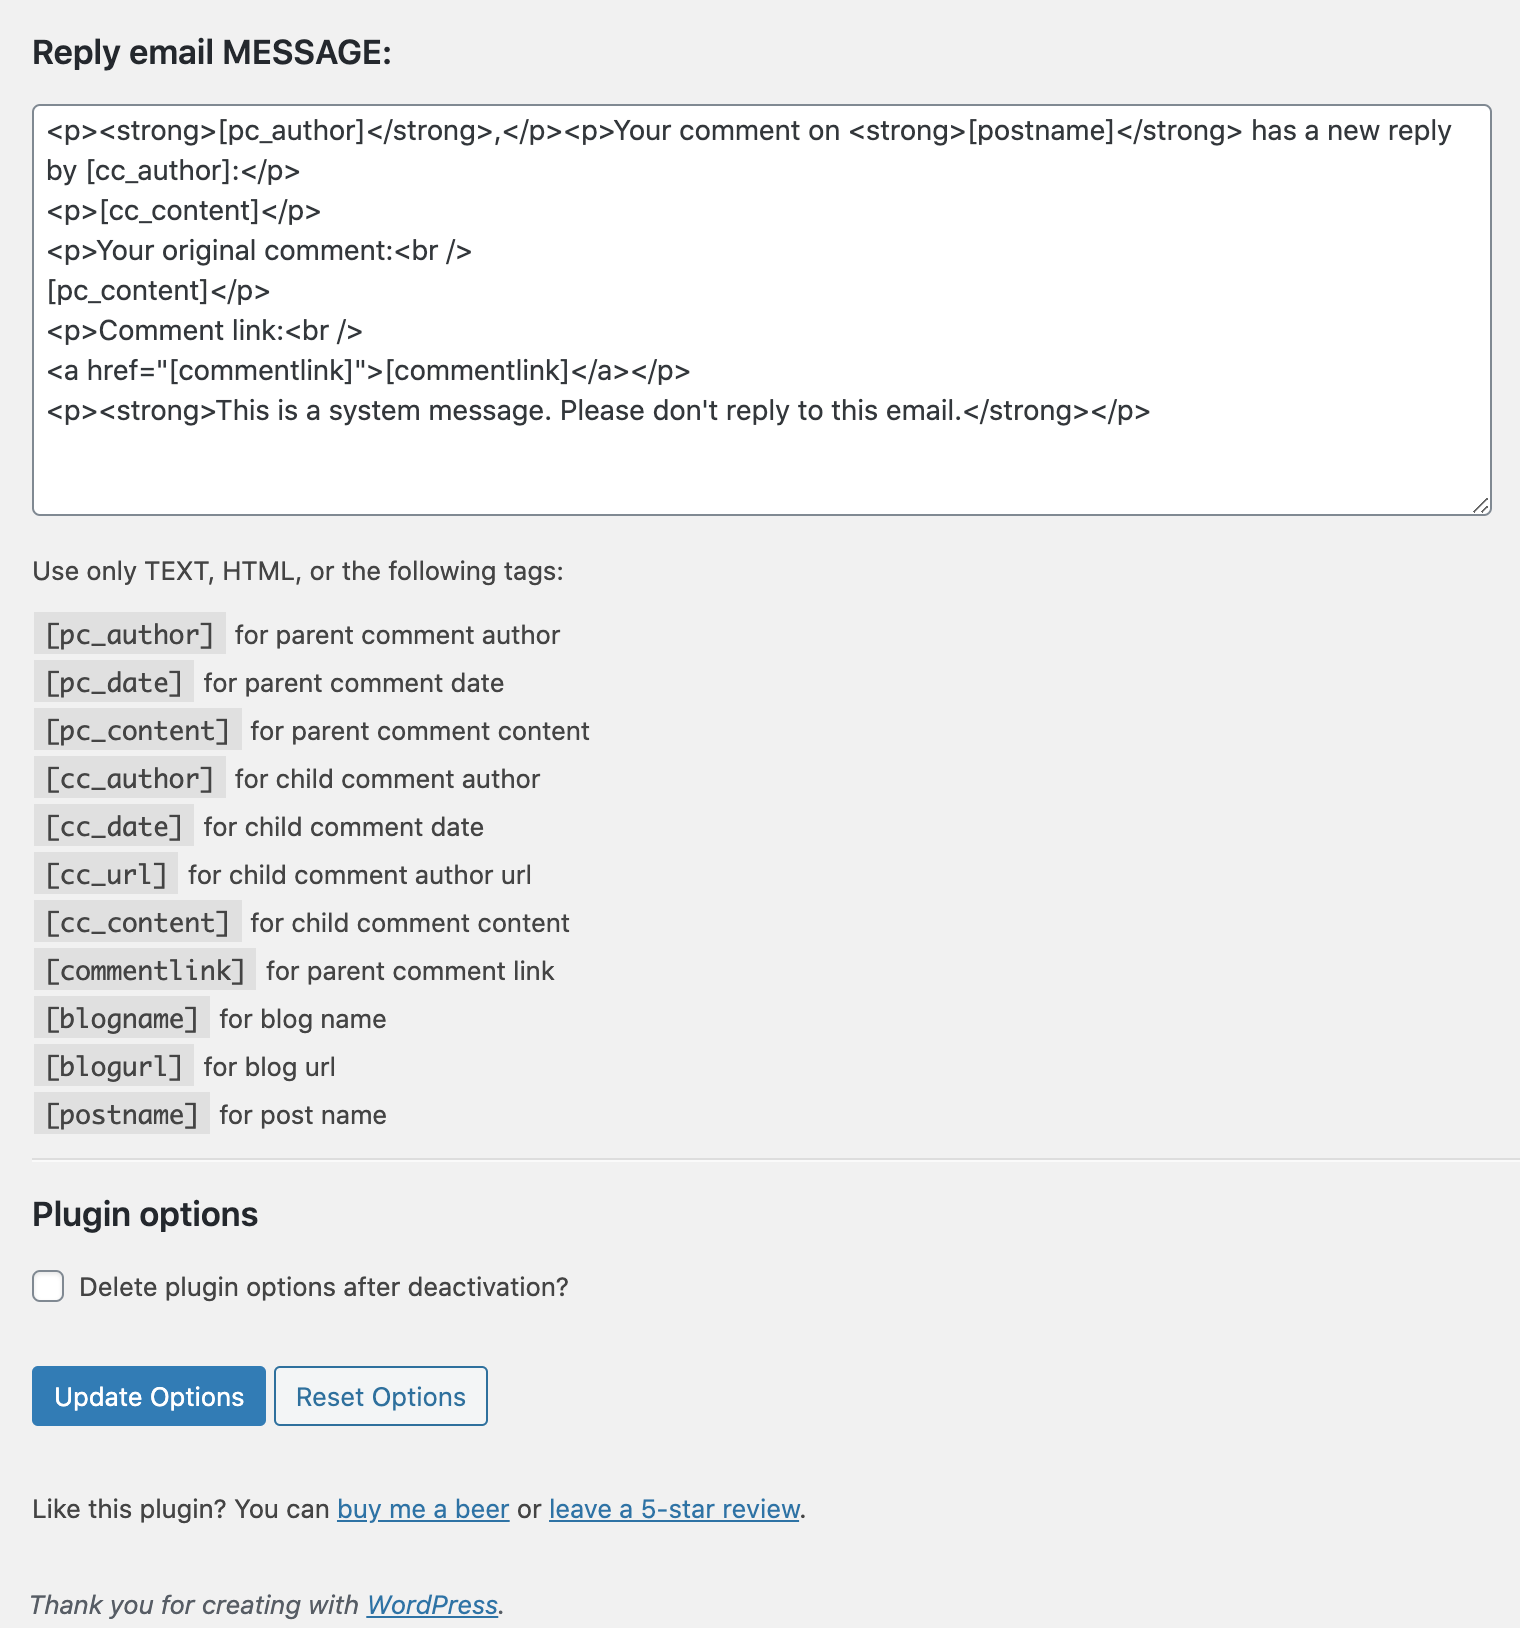 Reply email MESSAGE:
<p><strong>[pc_author]</strong>,</p><p>Your comment on <strong>[postname]</strong> has a new reply
by [cc_author]:</p>
<p>[cc_content]</p>
<p>Your original comment:<br />
[pc_content]</p>
<p>Comment link:<br />
<a href="[commentlink]">[commentlink]</a></p>
<p><strong>This is a system message. Please don't reply to this email.</strong></p>
Use only TEXT, HTML, or the following tags:
[pc_author] for parent comment author
[pc_date] for parent comment date
[pc_content] for parent comment content
[cc_author] for child comment author
[cc_date] for child comment date
[cc_url] for child comment author url
[cc_content] for child comment content
[commentlink] for parent comment link
[blogname] for blog name
[blogurl] for blog url
[postname] for post name
Plugin options
Delete plugin options after deactivation?
Update Options Reset Options
Like this plugin? You can buy me a beer or leave a 5-star review.
Thank you for creating with WordPress.